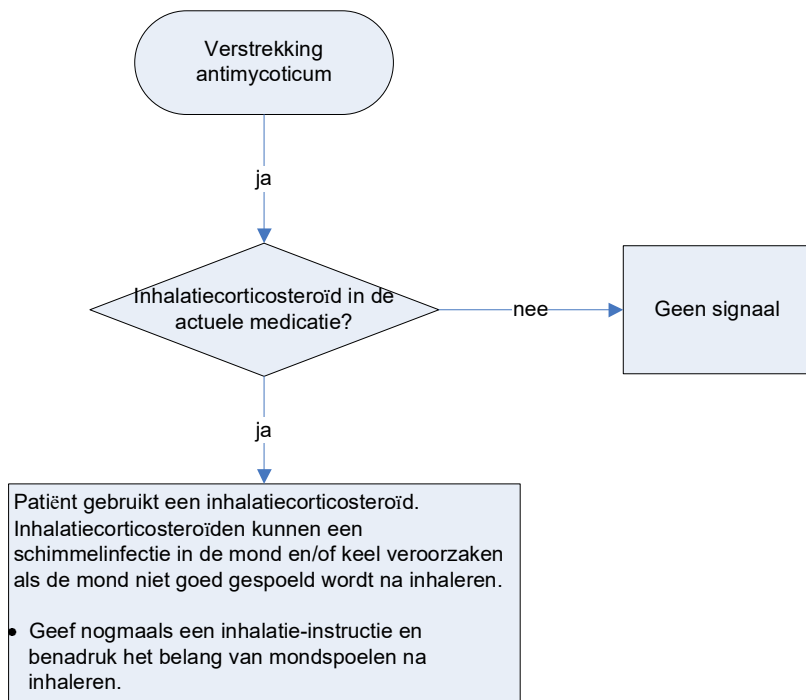 Verstrekking
antimycoticum
ja
Inhalatiecorticosteroïd in de
actuele medicatie?
nee
Geen signaal
ja
Patiënt gebruikt een inhalatiecorticosteroïd.
Inhalatiecorticosteroïden kunnen een
schimmelinfectie in de mond en/of keel veroorzaken
als de mond niet goed gespoeld wordt na inhaleren.
• Geef nogmaals een inhalatie-instructie en
benadruk het belang van mondspoelen na
inhaleren.